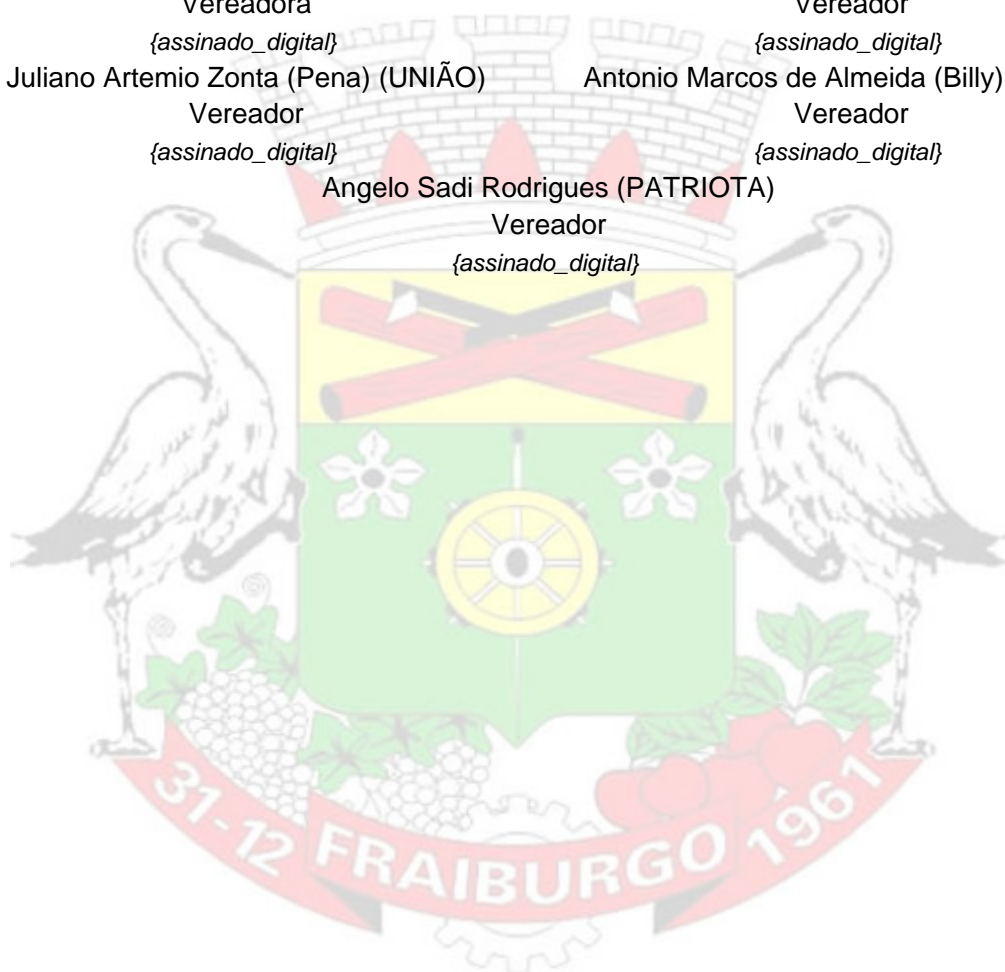 Vereadora Vereador
{assinado_digital} {assinado_digital}
Juliano Artemio Zonta (Pena) (UNIÃO) Antonio Marcos de Almeida (Billy)
Vereador Vereador
{assinado_digital} {assinado_digital}
Angelo Sadi Rodrigues (PATRIOTA)
Vereador
{assinado_digital}
31-12 FRAIBURGO 1961